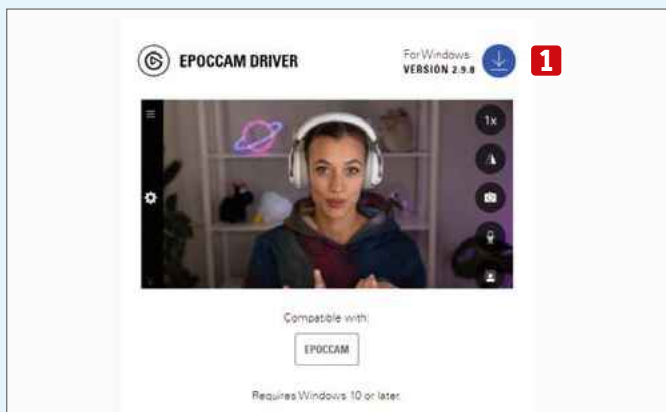 EPOCCAM DRIVER
For Windows:
VERSION 2.9.8
1
1x
Compatible with:
EPOCCAM
Requires Windows 10 or later.